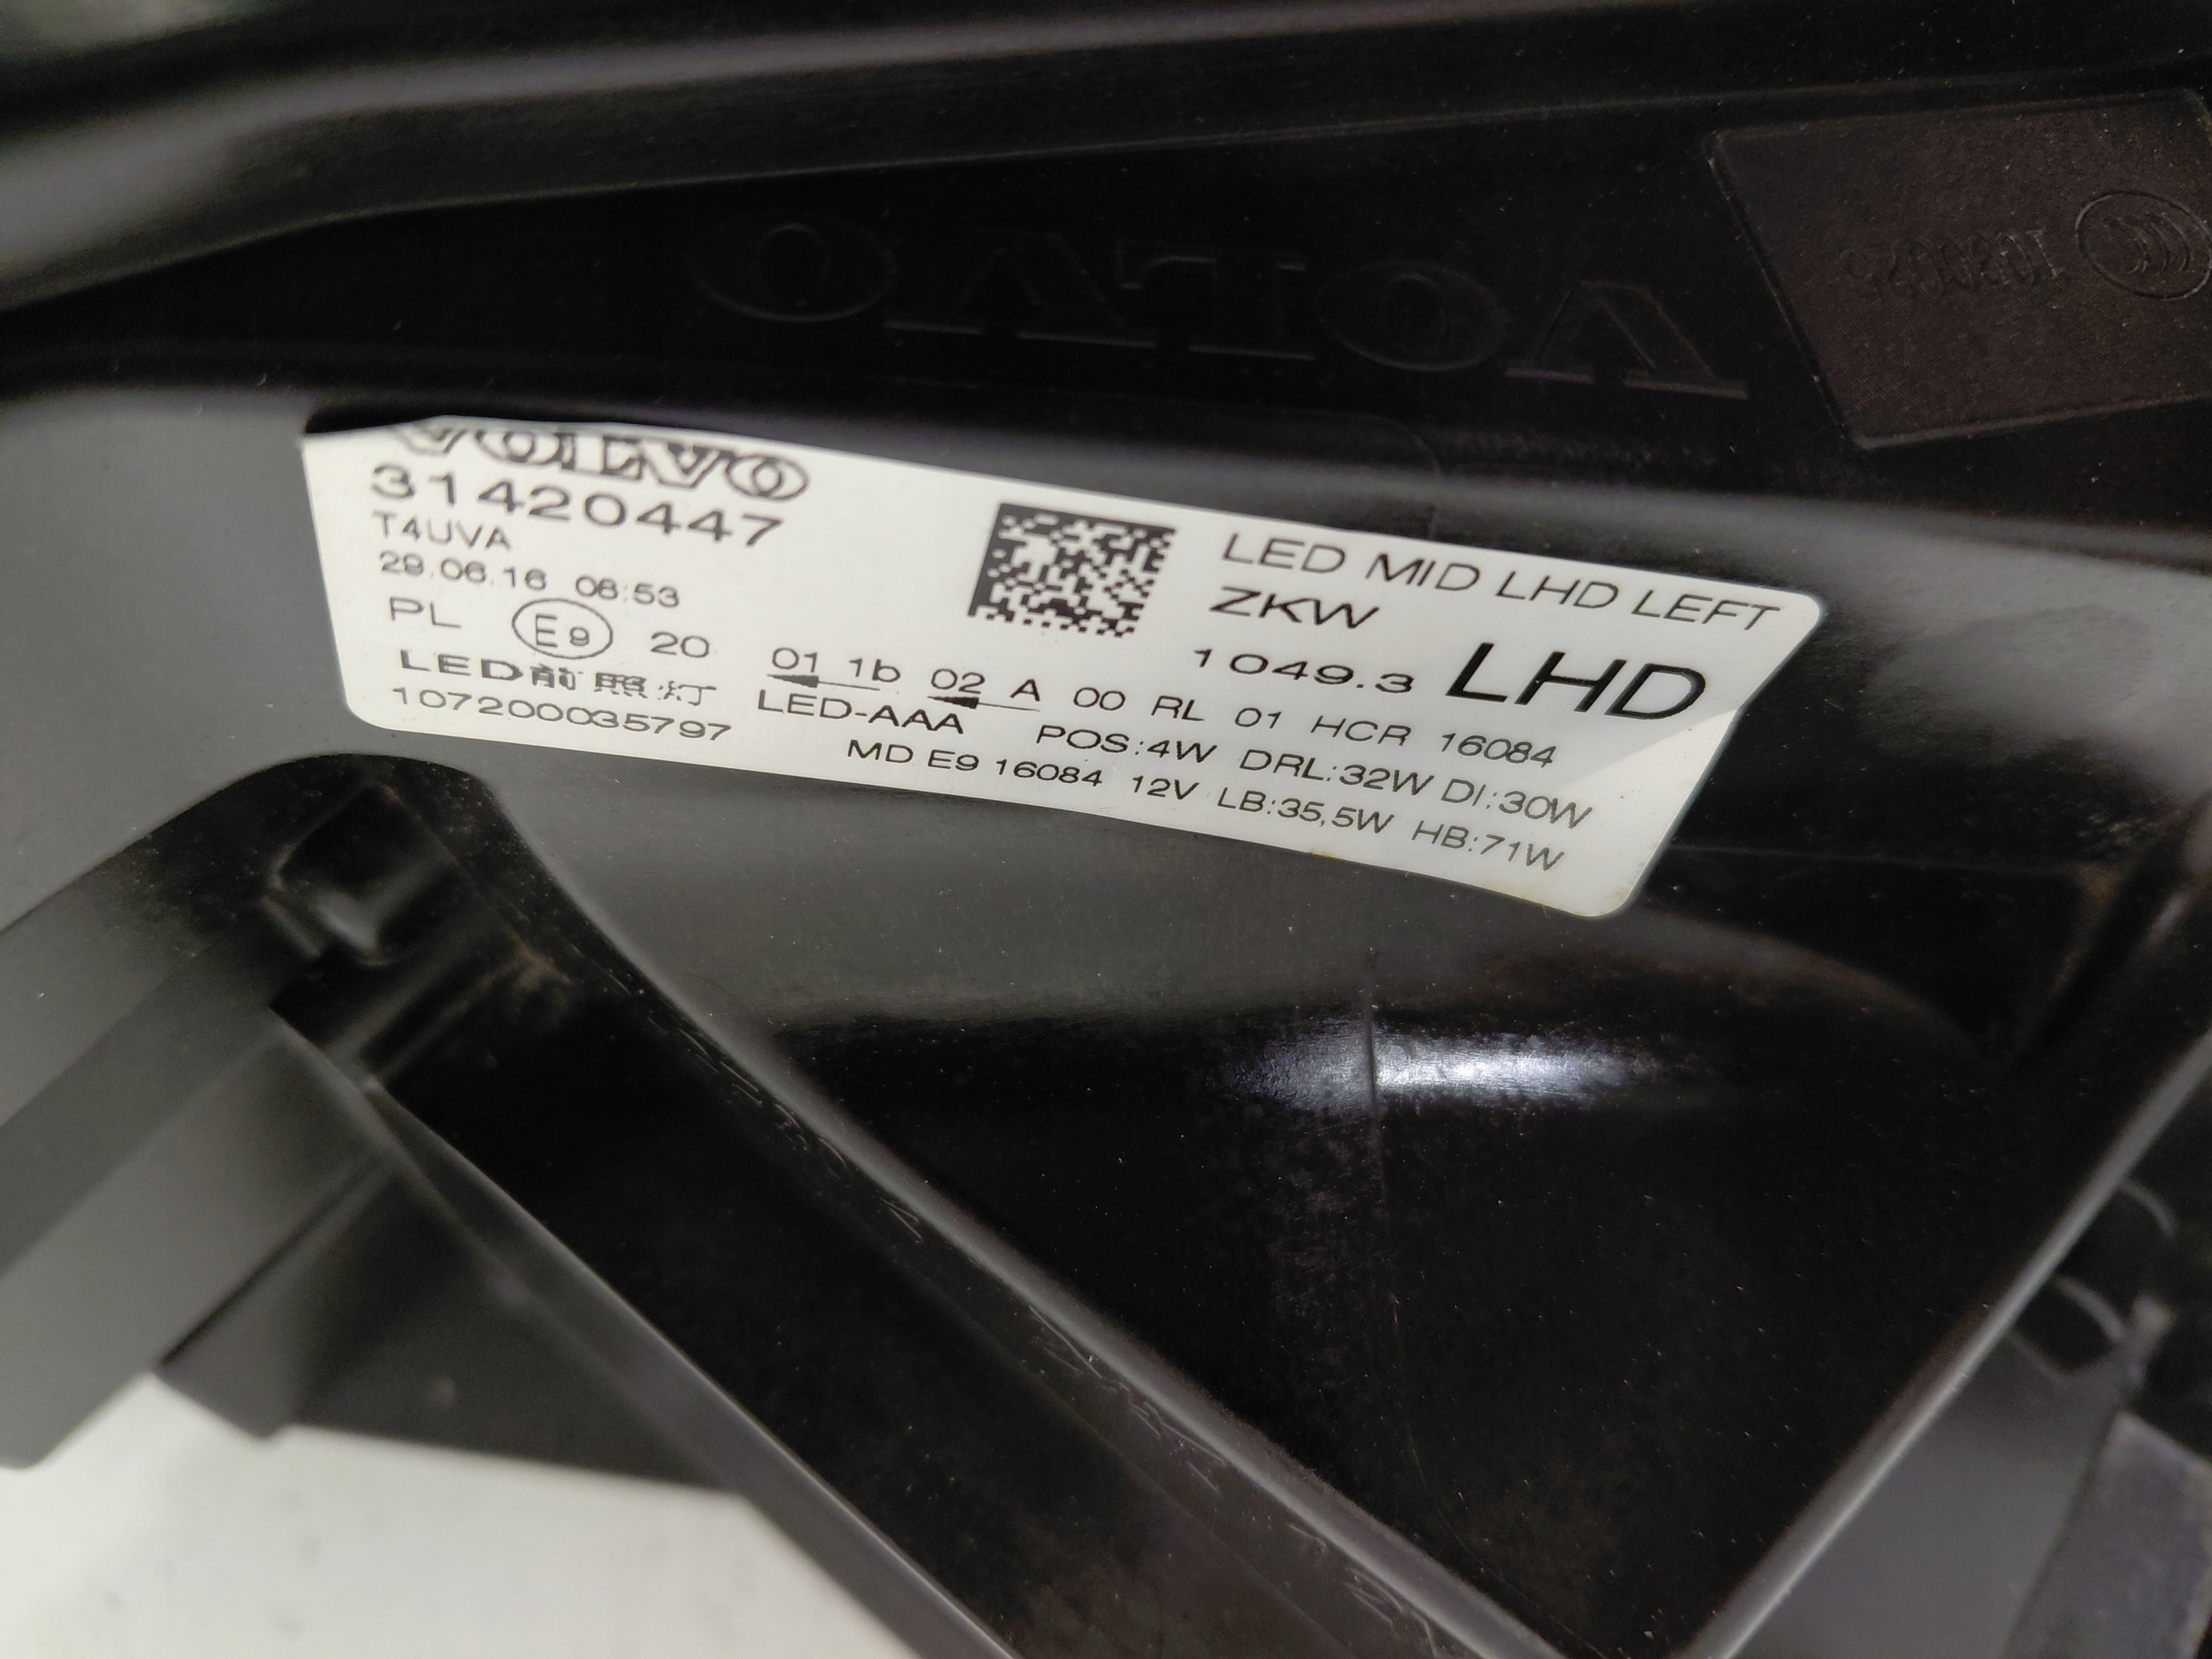 VOLVO
1030053
VOLVO
31420447
T4UVA
29.06.16 08:53
PL E9 20 01 1b 02 A 00 RL 01 HCR 16084
LED前照灯 LED-AAA POS:4W DRL:32W DI:30W
107200035797 MD E9 16084 12V LB:35,5W HB:71W
LED MID LHD LEFT
ZKW
1049.3 LHD